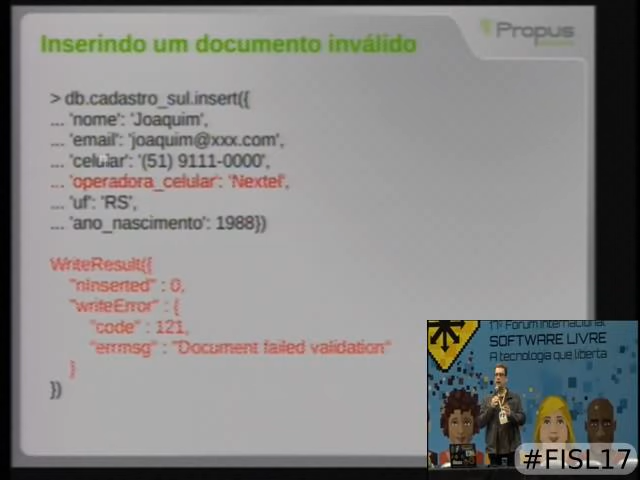 Inserindo um documento inválido
Propus
> db.cadastro_sul.insert({
... 'nome': 'Joaquim',
... 'email': 'joaquim@xxx.com',
... 'celular': '(51) 9111-0000',
... 'operadora_celular': 'Nextel',
... 'uf': 'RS',
... 'ano_nascimento': 1988})
WriteResult({
"nInserted" : 0,
"writeError" : {
"code" : 121,
"errmsg" : "Document failed validation"
}
})
Forum Internacional
SOFTWARE LIVRE
A tecnologia que liberta
#FISL17